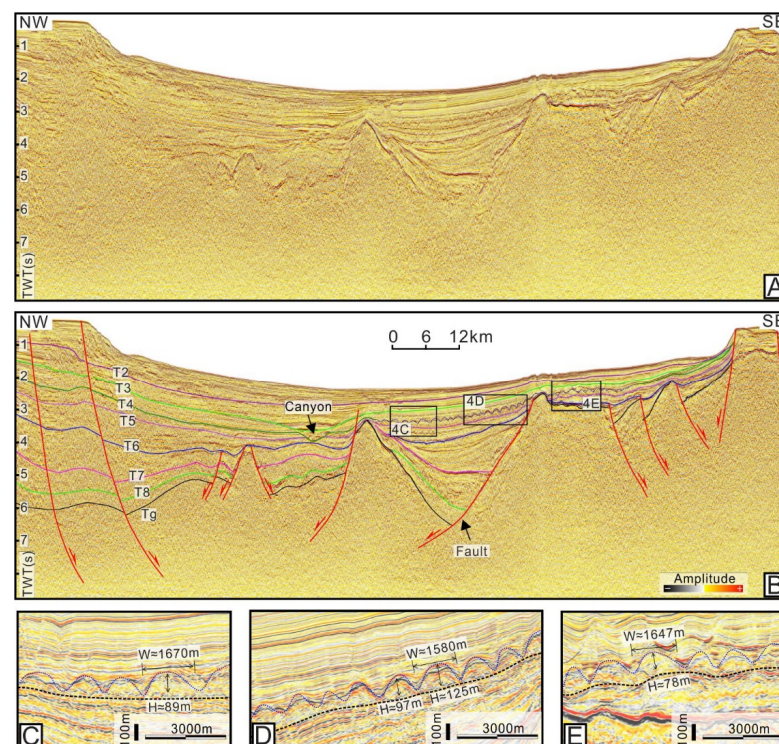 NW
SE
1
2
3
4
5
6
7
TWT(s)
A
NW
0 6 12km
SE
1
2
3
4
5
6
7
TWT(s)
T2
T3
T4
T5
T6
T7
T8
Tg
Canyon
4C
4D
4E
Fault
Amplitude
- +
B
W≈1670m
H≈89m
C
100m
3000m
W≈1580m
H≈97m
H≈125m
D
100m
3000m
W≈1647m
H≈78m
E
100m
3000m